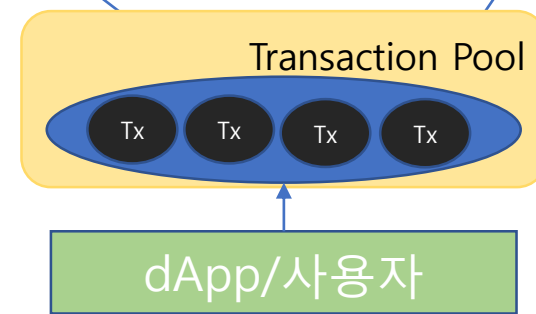 Transaction Pool
Tx Tx Tx Tx
dApp/사용자